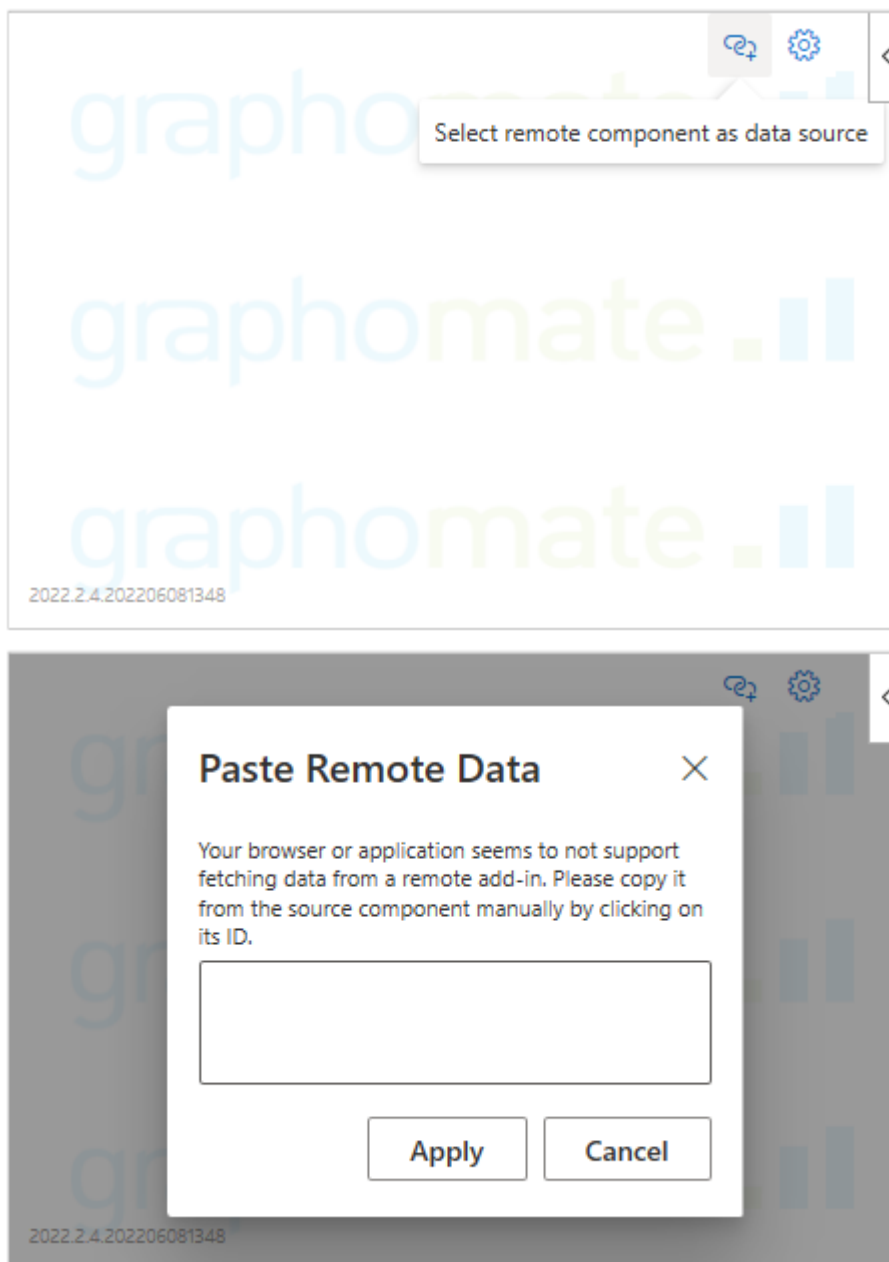 graphomate
Select remote component as data source
graphomate
graphomate
2022.2.4.202206081348
Paste Remote Data
Your browser or application seems to not support
fetching data from a remote add-in. Please copy it
from the source component manually by clicking on
its ID.
Apply Cancel
2022.2.4.202206081348